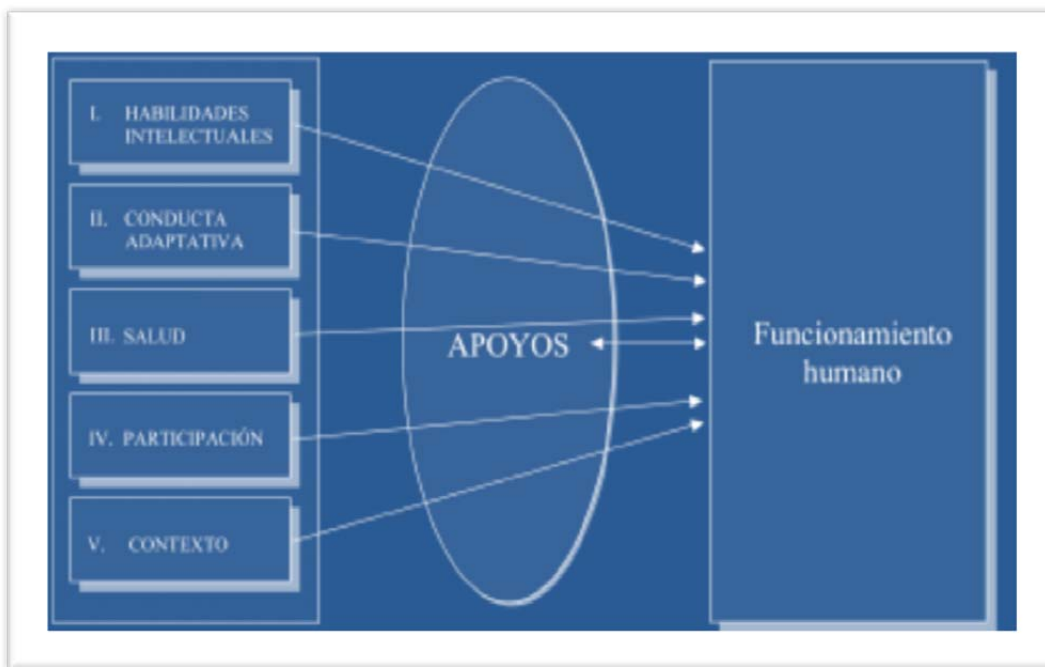 I. HABILIDADES
INTELECTUALES
II. CONDUCTA
ADAPTATIVA
III. SALUD
IV. PARTICIPACIÓN
V. CONTEXTO
APOYOS
Funcionamiento
humano